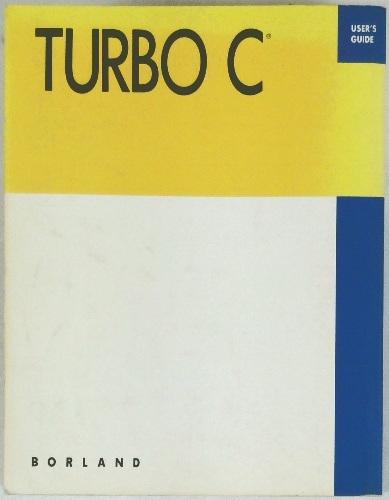 TURBO C®
USER'S
GUIDE
BORLAND